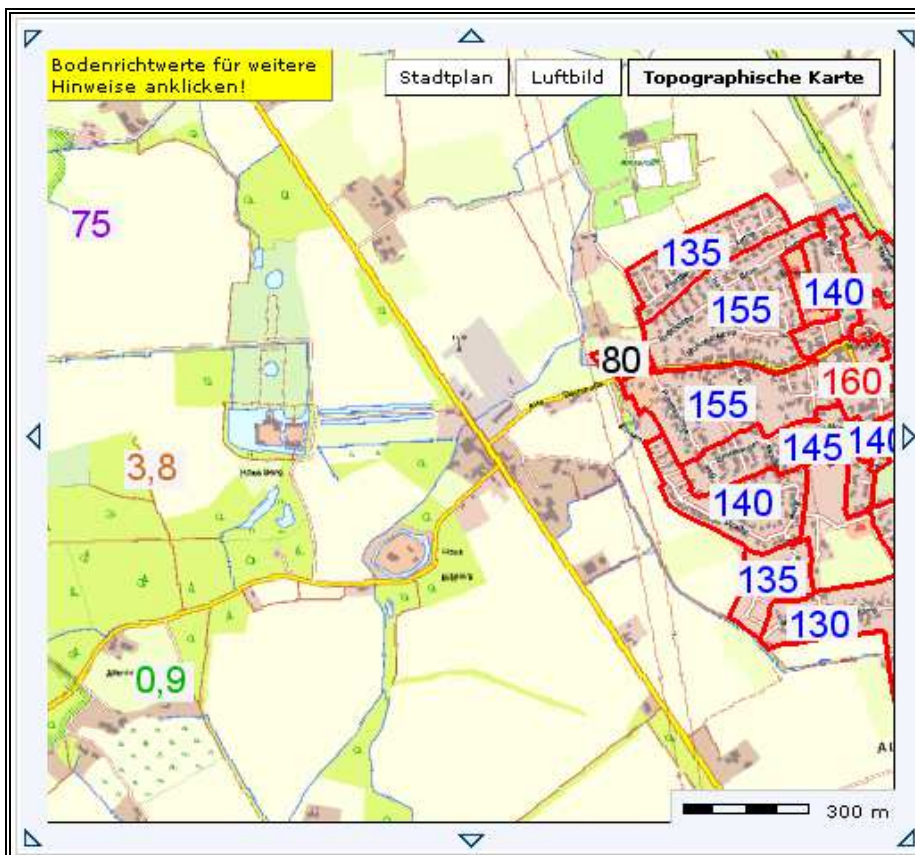 Bodenrichtwerte für weitere
Hinweise anklicken!
Stadtplan
Luftbild
Topographische Karte
75
135
155
140
80
160
155
145
140
3,8
140
135
130
0,9
300 m